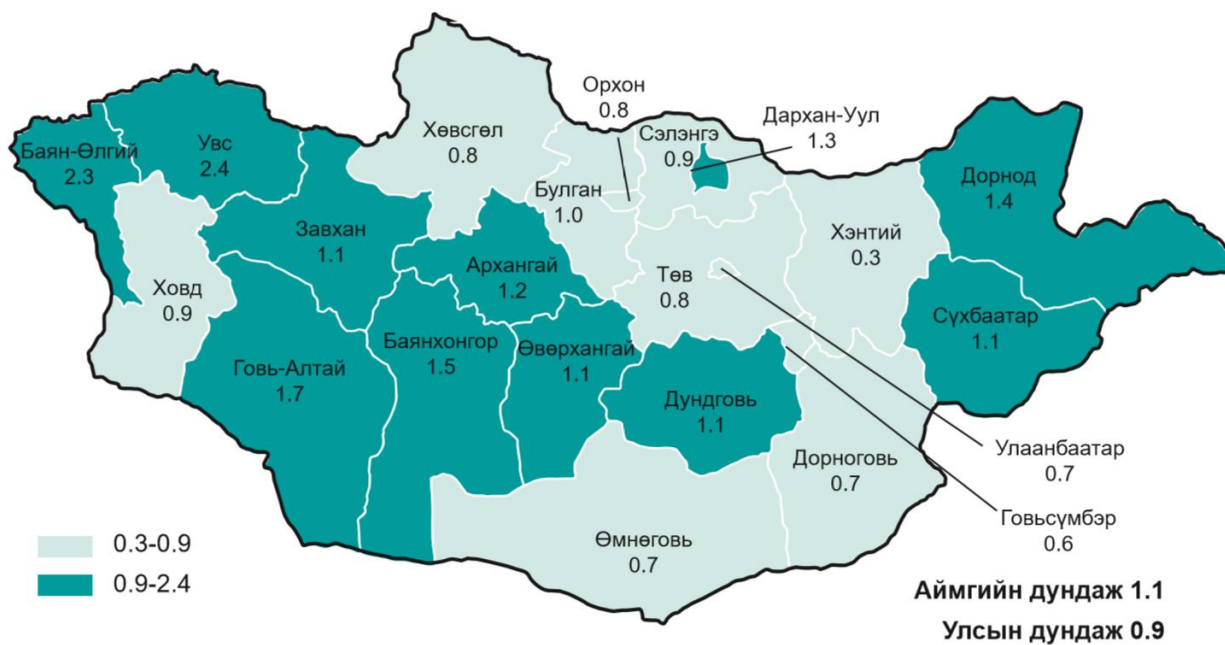 Орхон
0.8
Дархан-Уул
1.3
Хөвсгөл
0.8
Сэлэнгэ
0.9
Баян-Өлгий
2.3
Увс
2.4
Булган
1.0
Дорнод
1.4
Завхан
1.1
Хэнтий
0.3
Архангай
1.2
Төв
0.8
Ховд
0.9
Сүхбаатар
1.1
Баянхонгор
1.5
Өвөрхангай
1.1
Говь-Алтай
1.7
Дундговь
1.1
Улаанбаатар
0.7
Дорноговь
0.7
Говьсүмбэр
0.6
Өмнөговь
0.7
0.3-0.9
0.9-2.4
Аймгийн дундаж 1.1
Улсын дундаж 0.9